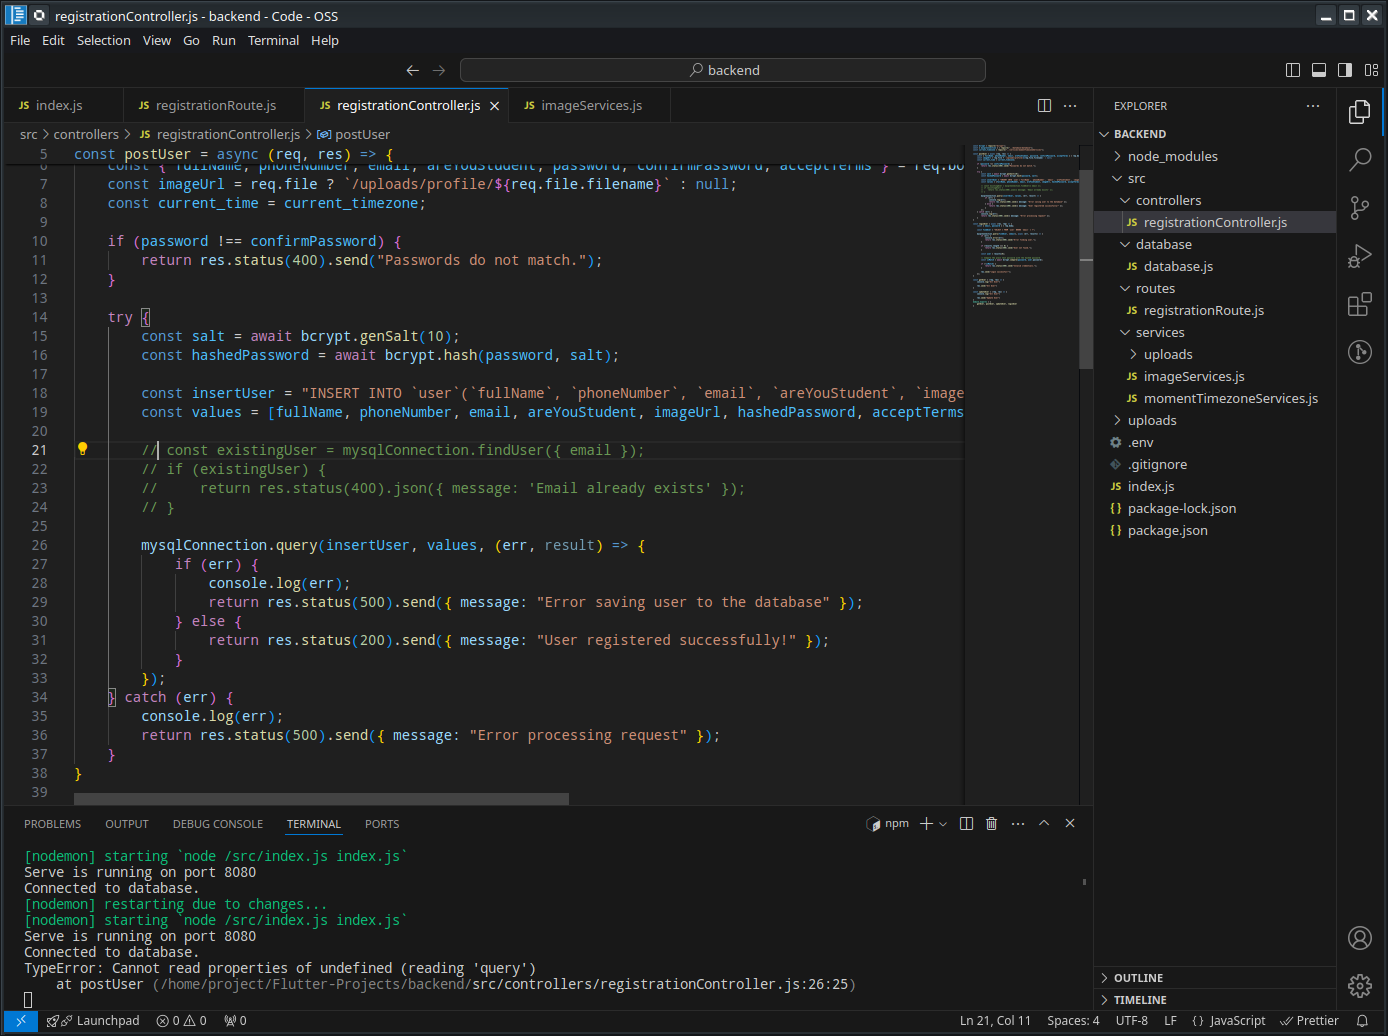 registrationController.js - backend - Code - OSS
File Edit Selection View Go Run Terminal Help
backend
JS index.js
JS registrationRoute.js
JS registrationController.js
JS imageServices.js
src > controllers > JS registrationController.js > postUser
5 const postUser = async (req, res) => {
6 const { fullName, phoneNumber, email, areYouStudent, password, confirmPassword, acceptTerms } = req.bo
7 const imageUrl = req.file ? `/uploads/profile/${req.file.filename}` : null;
8 const current_time = current_timezone;
9
10 if (password !== confirmPassword) {
11 return res.status(400).send("Passwords do not match.");
12 }
13
14 try {
15 const salt = await bcrypt.genSalt(10);
16 const hashedPassword = await bcrypt.hash(password, salt);
17
18 const insertUser = "INSERT INTO `user`(`fullName`, `phoneNumber`, `email`, `areYouStudent`, `image
19 const values = [fullName, phoneNumber, email, areYouStudent, imageUrl, hashedPassword, acceptTerms
20
21 // const existingUser = mysqlConnection.findUser({ email });
22 // if (existingUser) {
23 //     return res.status(400).json({ message: 'Email already exists' });
24 // }
25
26 mysqlConnection.query(insertUser, values, (err, result) => {
27 if (err) {
28 console.log(err);
29 return res.status(500).send({ message: "Error saving user to the database" });
30 } else {
31 return res.status(200).send({ message: "User registered successfully!" });
32 }
33 });
34 } catch (err) {
35 console.log(err);
36 return res.status(500).send({ message: "Error processing request" });
37 }
38 }
39
PROBLEMS OUTPUT DEBUG CONSOLE TERMINAL PORTS
npm
[nodemon] starting `node /src/index.js index.js`
Serve is running on port 8080
Connected to database.
[nodemon] restarting due to changes...
[nodemon] starting `node /src/index.js index.js`
Serve is running on port 8080
Connected to database.
TypeError: Cannot read properties of undefined (reading 'query')
at postUser (/home/project/Flutter-Projects/backend/src/controllers/registrationController.js:26:25)
EXPLORER
BACKEND
node_modules
src
controllers
JS registrationController.js
database
JS database.js
routes
JS registrationRoute.js
services
uploads
JS imageServices.js
JS momentTimezoneServices.js
uploads
.env
.gitignore
JS index.js
{} package-lock.json
{} package.json
OUTLINE
TIMELINE
Launchpad 0 0 0
Ln 21, Col 11 Spaces: 4 UTF-8 LF {} JavaScript Prettier